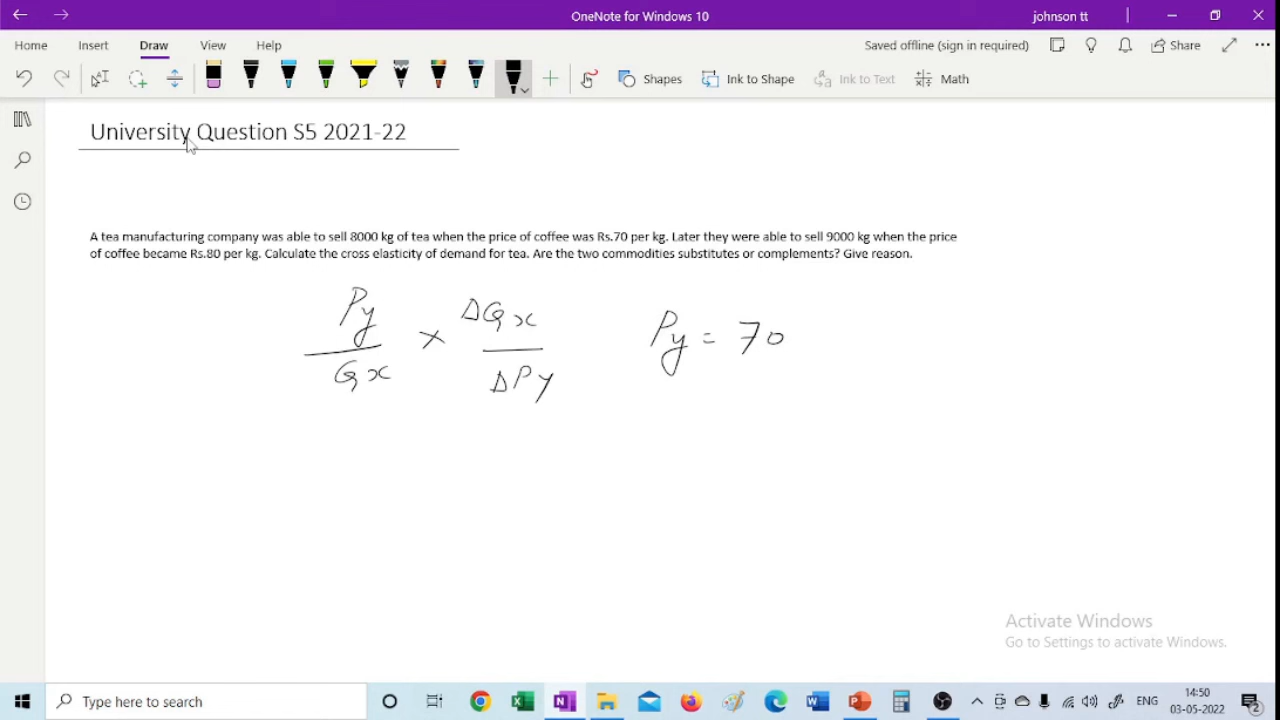 OneNote for Windows 10
johnson tt
Home Insert Draw View Help
Saved offline (sign in required)
Share
Shapes
Ink to Shape
Ink to Text
Math
University Question S5 2021-22
A tea manufacturing company was able to sell 8000 kg of tea when the price of coffee was Rs.70 per kg. Later they were able to sell 9000 kg when the price
of coffee became Rs.80 per kg. Calculate the cross elasticity of demand for tea. Are the two commodities substitutes or complements? Give reason.
Py / Qx × ΔQx / ΔPy
Py = 70
Activate Windows
Go to Settings to activate Windows.
Type here to search
ENG
14:50
03-05-2022
2